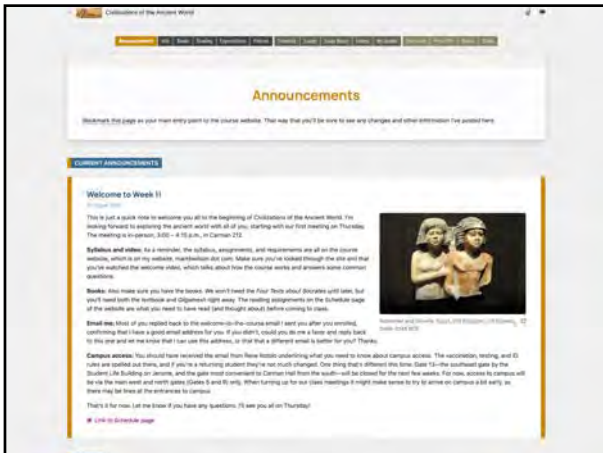 Civilizations of the Ancient World
Announcements
Announcements
Bookmark this page as your main entry point to the course website. That way that you'll be sure to see any changes and other information I've posted here.
CURRENT ANNOUNCEMENTS
Welcome to Week 1!
This is just a quick note to welcome you all to the beginning of Civilizations of the Ancient World. I'm
looking forward to exploring the ancient world with all of you, starting with our first meeting on Thursday.
The meeting is in-person, 3:00 – 4:15 p.m., in Carman 212.
Syllabus and video: As a reminder, the syllabus, assignments, and requirements are all on the course
website, which is on my website, markbwilson dot com. Make sure you've looked through the site and that
you've watched the welcome video, which talks about how the course works and answers some common
questions.
Books: Also make sure you have the books. We won't need the Four Texts about Socrates until later, but
you'll need both the textbook and Gilgamesh right away. The reading assignments on the Schedule page
of the website are what you need to have read (and thought about) before coming to class.
Email me: Most of you replied back to the welcome-to-the-course email I sent you after you enrolled,
confirming that I have a good email address for you. If you didn't, could you do me a favor and reply back
to this one and let me know that I can use this address, or that that a different email is better for you? Thanks.
Campus access: You should have received the email from Rene Rotolo underlining what you need to know about campus access. The vaccination, testing, and ID
rules are spelled out there, and if you're a returning student they're not much changed. One thing that's different this time: Gate 13—the southeast gate by the
Student Life Building on Jerome, and the gate most convenient to Carman Hall from the south—will be closed for the next few weeks. For now, access to campus will
be via the main west and north gates (Gates 5 and 8) only. When turning up for our class meetings it might make sense to try to arrive on campus a bit early, as
there may be lines at the entrances to campus.
That's it for now. Let me know if you have any questions. I'll see you all on Thursday!
Link to Schedule page